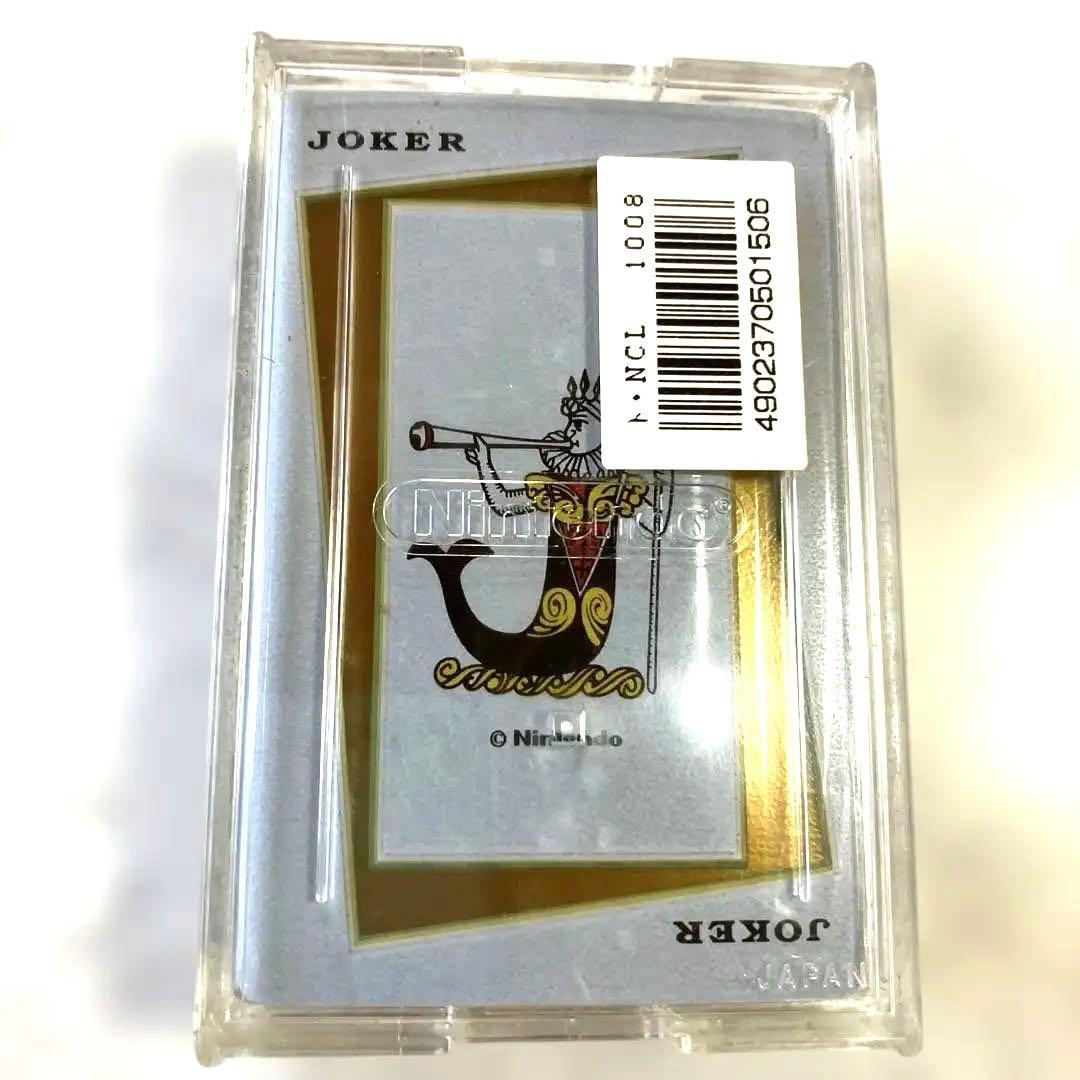 JOKER
ト・NCL 1008
4902370501506
Nintendo®
© Nintendo
JOKER
JAPAN